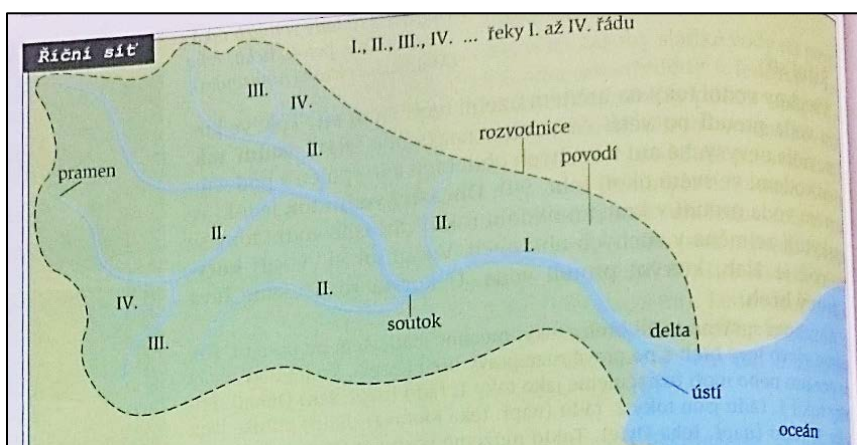 Říční síť
I., II., III., IV. ... řeky I. až IV. řádu
III.
IV.
rozvodnice
II.
povodí
pramen
II.
II.
I.
IV.
II.
soutok
III.
delta
ústí
oceán